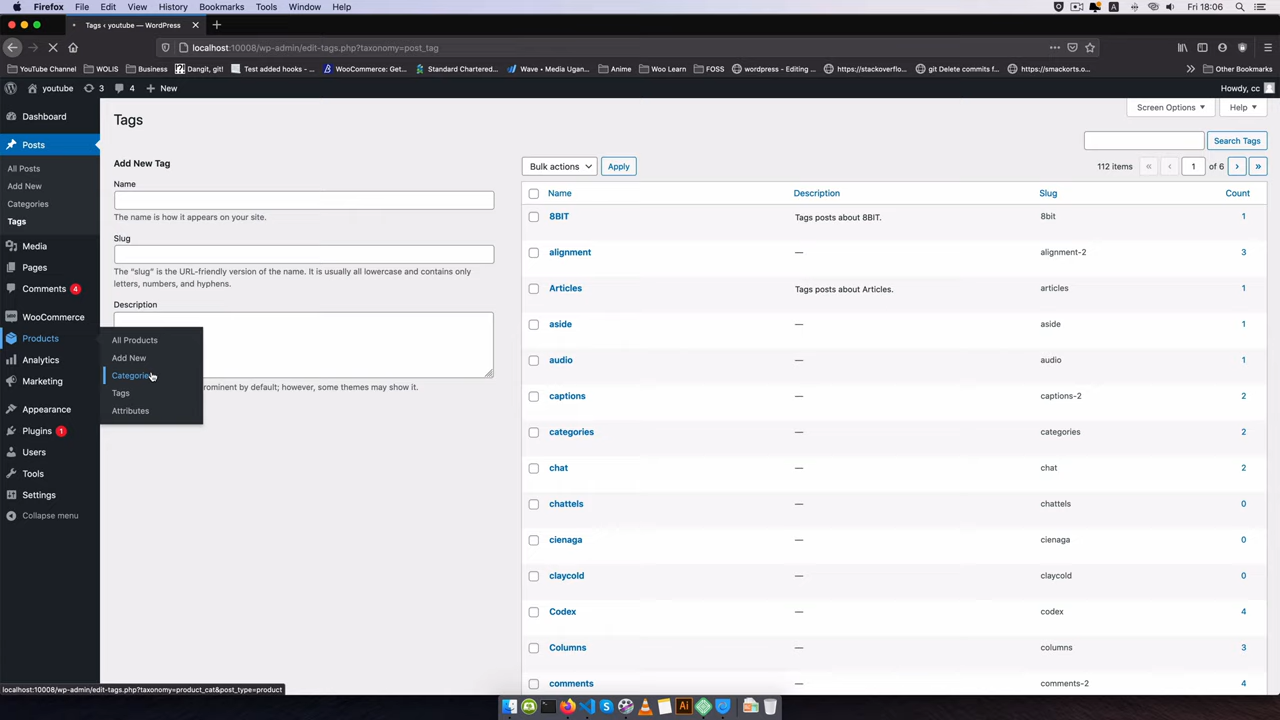 Firefox File Edit View History Bookmarks Tools Window Help
A
Fri 18:06
Tags ‹ youtube — WordPress
localhost:10008/wp-admin/edit-tags.php?taxonomy=post_tag
YouTube Channel WOLIS Business Dangit, git! Test added hooks - ... WooCommerce: Get... Standard Chartered... Wave • Media Ugan... Anime Woo Learn FOSS wordpress - Editing ... https://stackoverflo... git Delete commits f... https://smackorts.o... Other Bookmarks
youtube 3 4 New Howdy, cc
Screen Options Help
Dashboard
Posts
All Posts
Add New
Categories
Tags
Media
Pages
Comments 4
WooCommerce
Products
Analytics
Marketing
Appearance
Plugins 1
Users
Tools
Settings
Collapse menu
All Products
Add New
Categories
Tags
Attributes
Tags
Add New Tag
Name
The name is how it appears on your site.
Slug
The “slug” is the URL-friendly version of the name. It is usually all lowercase and contains only
letters, numbers, and hyphens.
Description
prominent by default; however, some themes may show it.
Search Tags
Bulk actions Apply 112 items « ‹ 1 of 6 › »
Name Description Slug Count
8BIT Tags posts about 8BIT. 8bit 1
alignment — alignment-2 3
Articles Tags posts about Articles. articles 1
aside — aside 1
audio — audio 1
captions — captions-2 2
categories — categories 2
chat — chat 2
chattels — chattels 0
cienaga — cienaga 0
claycold — claycold 0
Codex — codex 4
Columns — columns 3
comments — comments-2 4
localhost:10008/wp-admin/edit-tags.php?taxonomy=product_cat&post_type=product
Ai